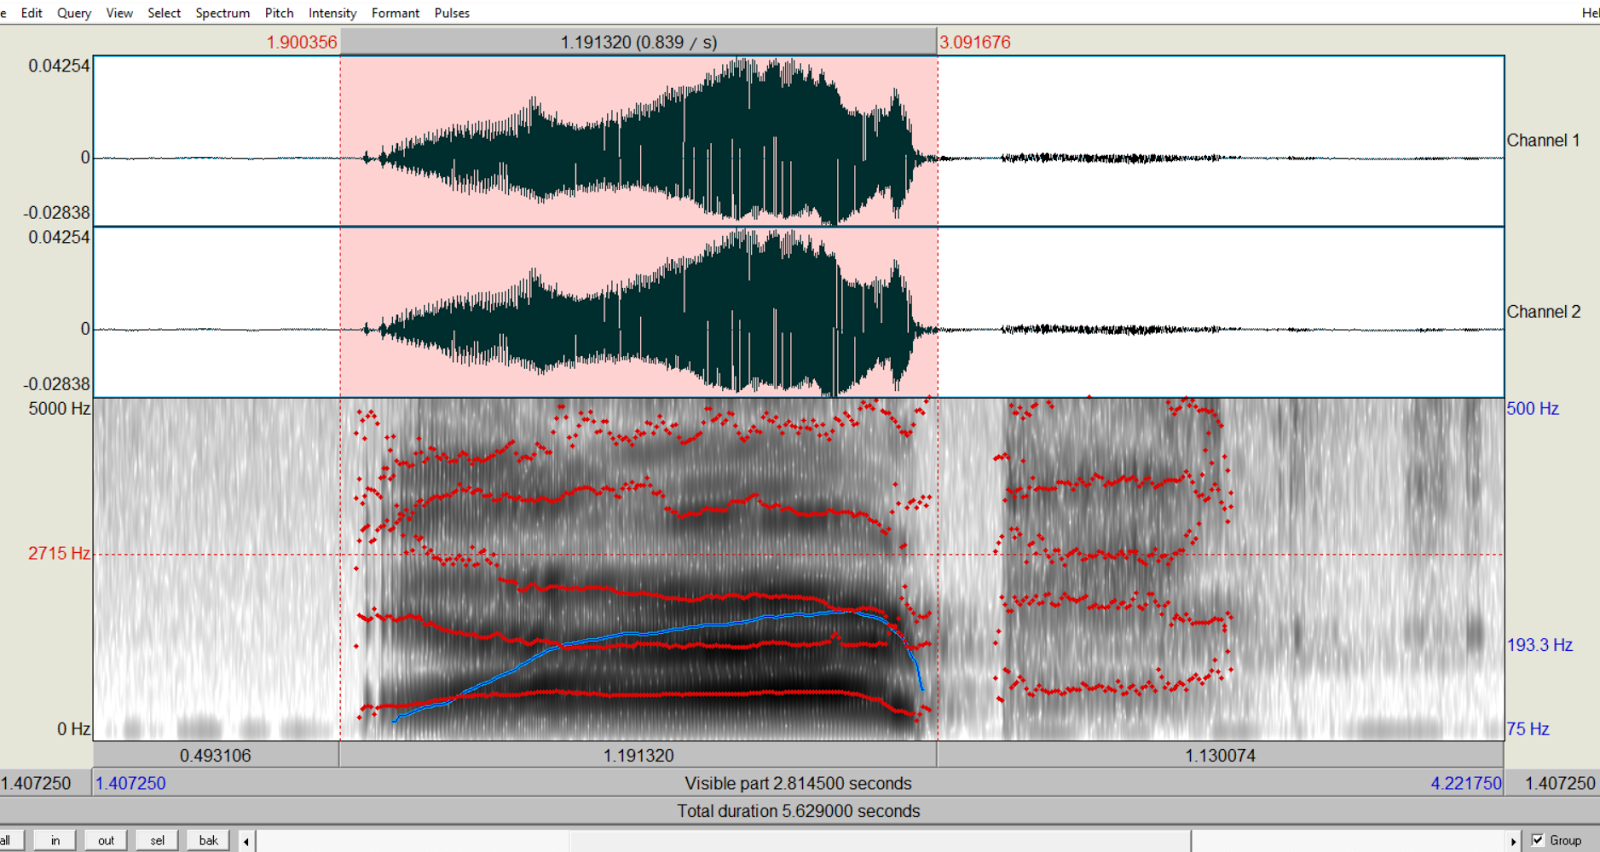 e Edit Query View Select Spectrum Pitch Intensity Formant Pulses Hel
1.900356 1.191320 (0.839 / s) 3.091676
0.04254
Channel 1
0
-0.02838
0.04254
Channel 2
0
-0.02838
5000 Hz 500 Hz
2715 Hz
193.3 Hz
0 Hz 75 Hz
0.493106 1.191320 1.130074
1.407250 1.407250 Visible part 2.814500 seconds 4.221750 1.407250
Total duration 5.629000 seconds
all in out sel bak Group